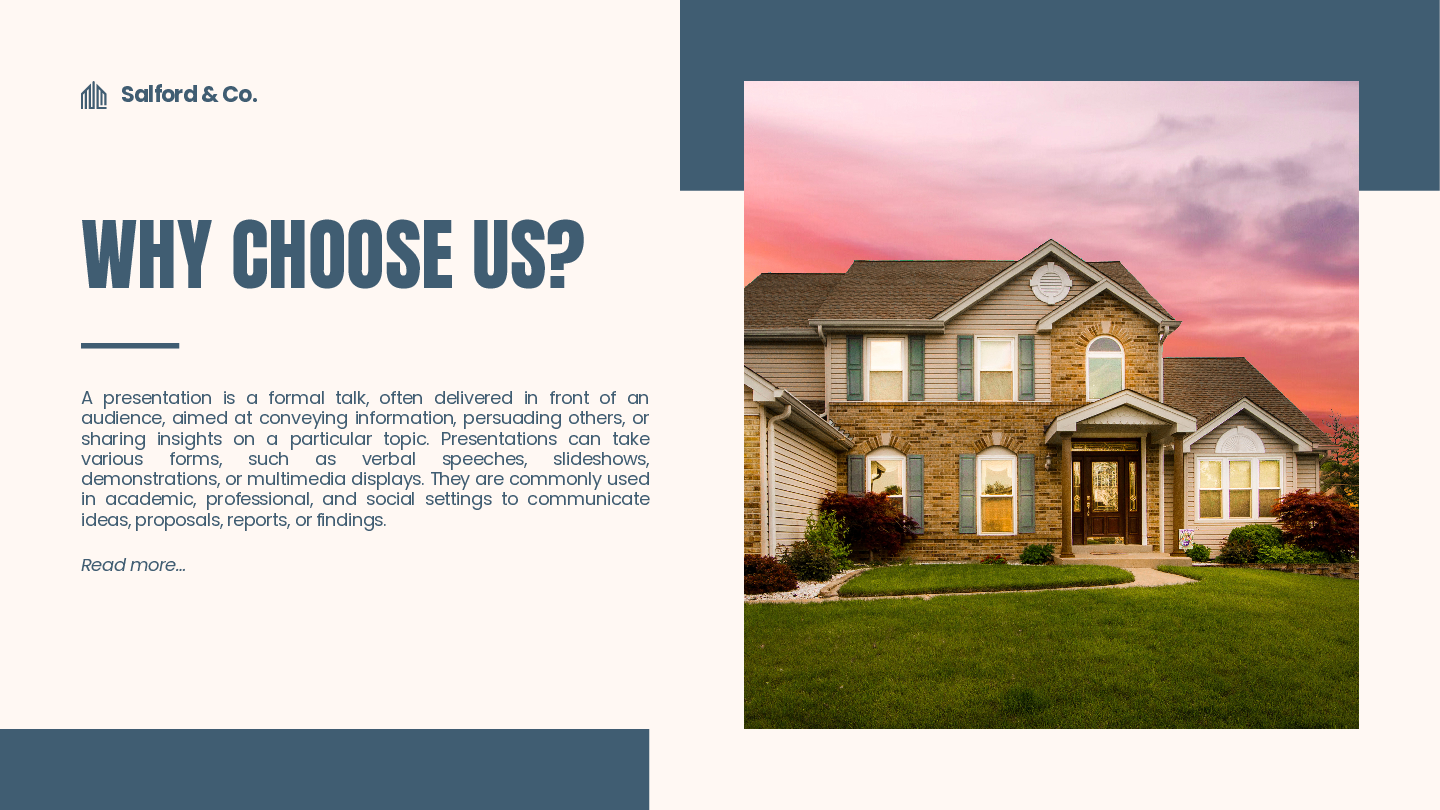 Salford & Co.
WHY CHOOSE US?
A presentation is a formal talk, often delivered in front of an
audience, aimed at conveying information, persuading others, or
sharing insights on a particular topic. Presentations can take
various forms, such as verbal speeches, slideshows,
demonstrations, or multimedia displays. They are commonly used
in academic, professional, and social settings to communicate
ideas, proposals, reports, or findings.
Read more...